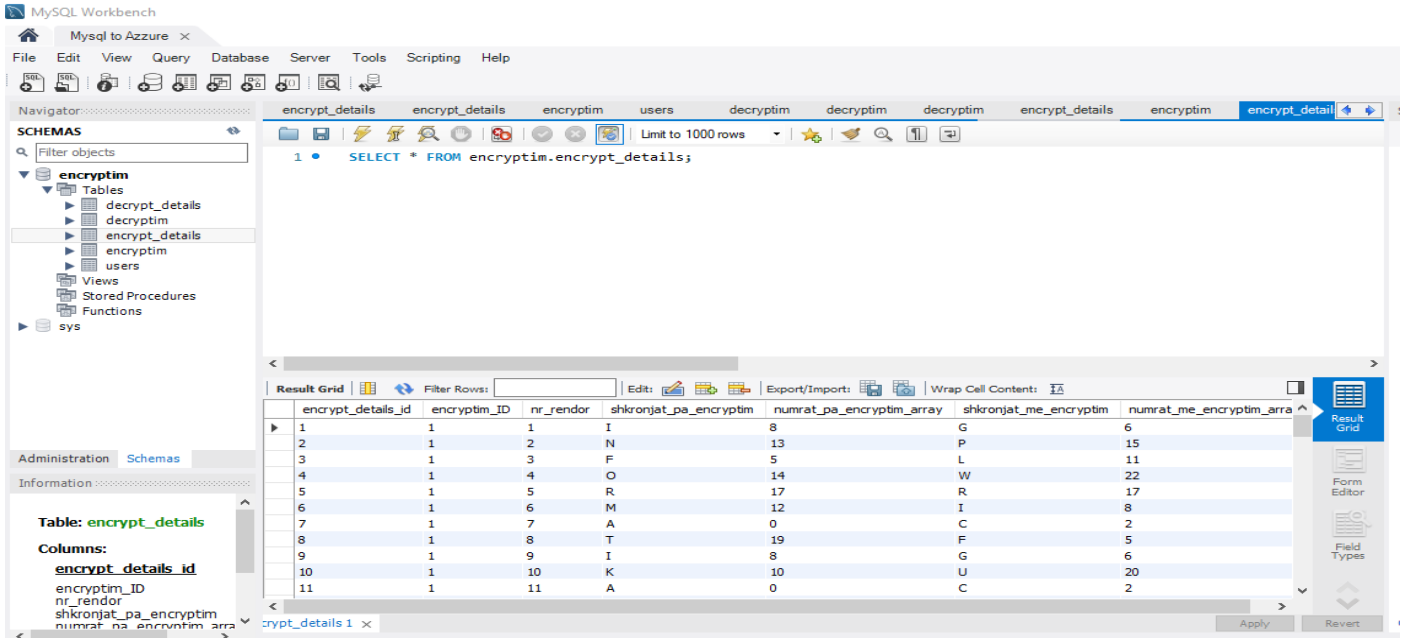 MySQL Workbench
Mysql to Azzure
File Edit View Query Database Server Tools Scripting Help
Navigator
SCHEMAS
Filter objects
encryptim
Tables
decrypt_details
decryptim
encrypt_details
encryptim
users
Views
Stored Procedures
Functions
sys
Administration Schemas
Information
Table: encrypt_details
Columns:
encrypt_details_id
encryptim_ID
nr_rendor
shkronjat_pa_encryptim
numrat_pa_encryptim_arra
encrypt_details encrypt_details encryptim users decryptim decryptim decryptim encrypt_details encryptim encrypt_detail
Limit to 1000 rows
1 SELECT * FROM encryptim.encrypt_details;
Result Grid Filter Rows: Edit: Export/Import: Wrap Cell Content:
encrypt_details_id encryptim_ID nr_rendor shkronjat_pa_encryptim numrat_pa_encryptim_array shkronjat_me_encryptim numrat_me_encryptim_arra
1 1 1 I 8 G 6
2 1 2 N 13 P 15
3 1 3 F 5 L 11
4 1 4 O 14 W 22
5 1 5 R 17 R 17
6 1 6 M 12 I 8
7 1 7 A 0 C 2
8 1 8 T 19 F 5
9 1 9 I 8 G 6
10 1 10 K 10 U 20
11 1 11 A 0 C 2
Result Grid
Form Editor
Field Types
crypt_details 1
Apply Revert